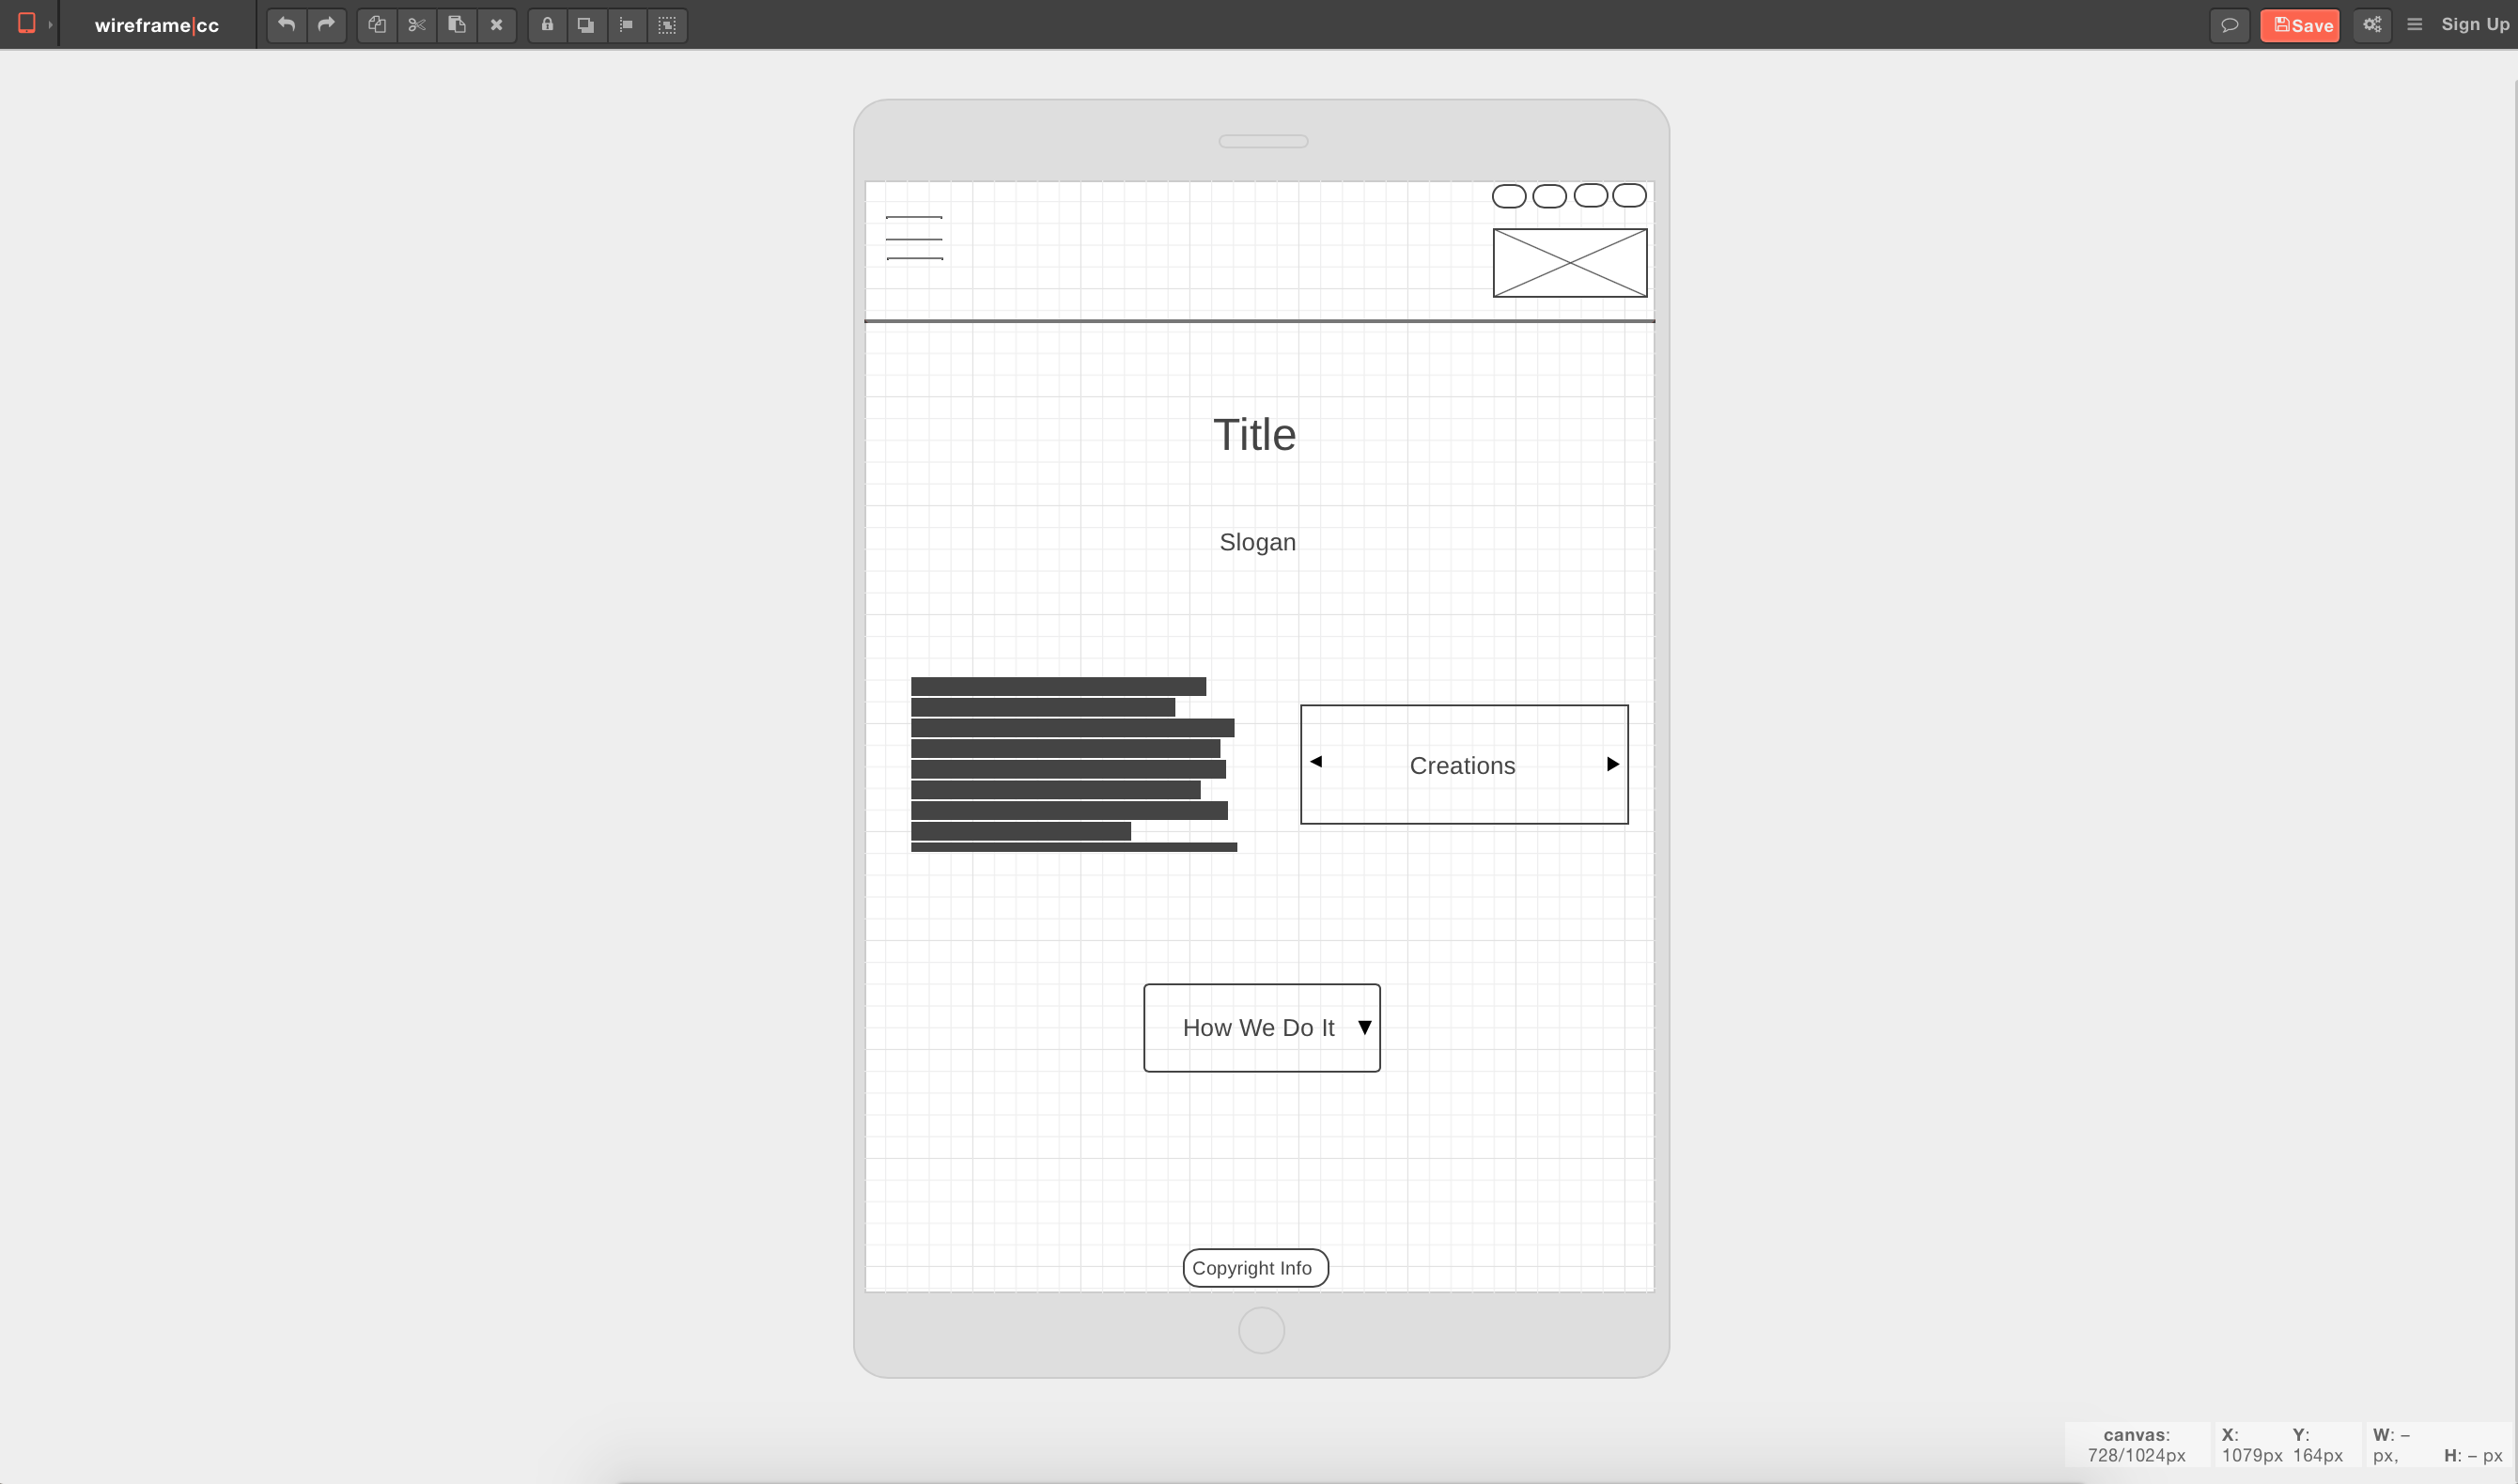 wireframe|cc
Save
Sign Up
Title
Slogan
Creations
How We Do It
Copyright Info
canvas:
728/1024px
X:
1079px
Y:
164px
W: –
px,
H: – px